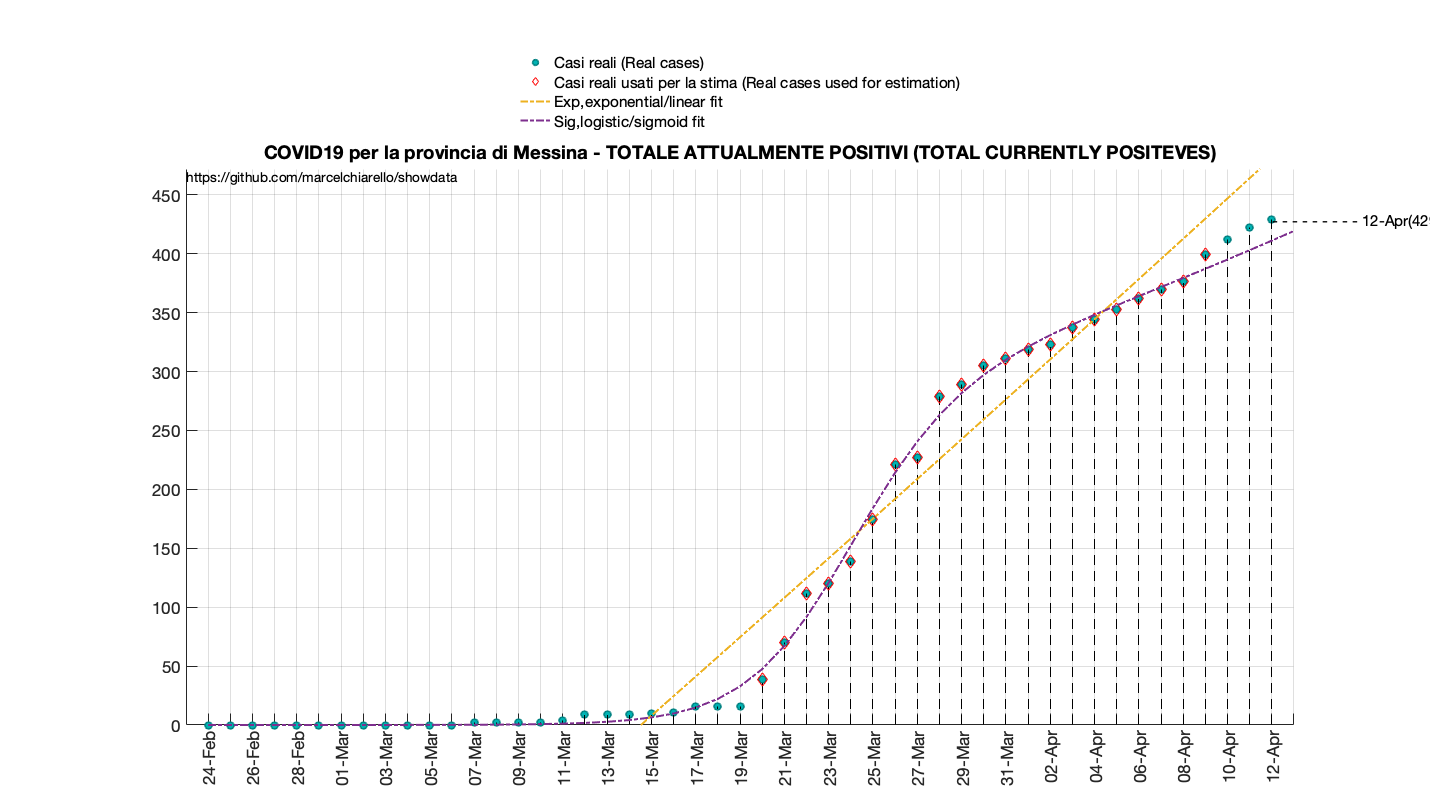 Casi reali (Real cases)
Casi reali usati per la stima (Real cases used for estimation)
Exp,exponential/linear fit
Sig,logistic/sigmoid fit
COVID19 per la provincia di Messina - TOTALE ATTUALMENTE POSITIVI (TOTAL CURRENTLY POSITEVES)
https://github.com/marcelchiarello/showdata
450
400
350
300
250
200
150
100
50
0
12-Apr(429
24-Feb
26-Feb
28-Feb
01-Mar
03-Mar
05-Mar
07-Mar
09-Mar
11-Mar
13-Mar
15-Mar
17-Mar
19-Mar
21-Mar
23-Mar
25-Mar
27-Mar
29-Mar
31-Mar
02-Apr
04-Apr
06-Apr
08-Apr
10-Apr
12-Apr